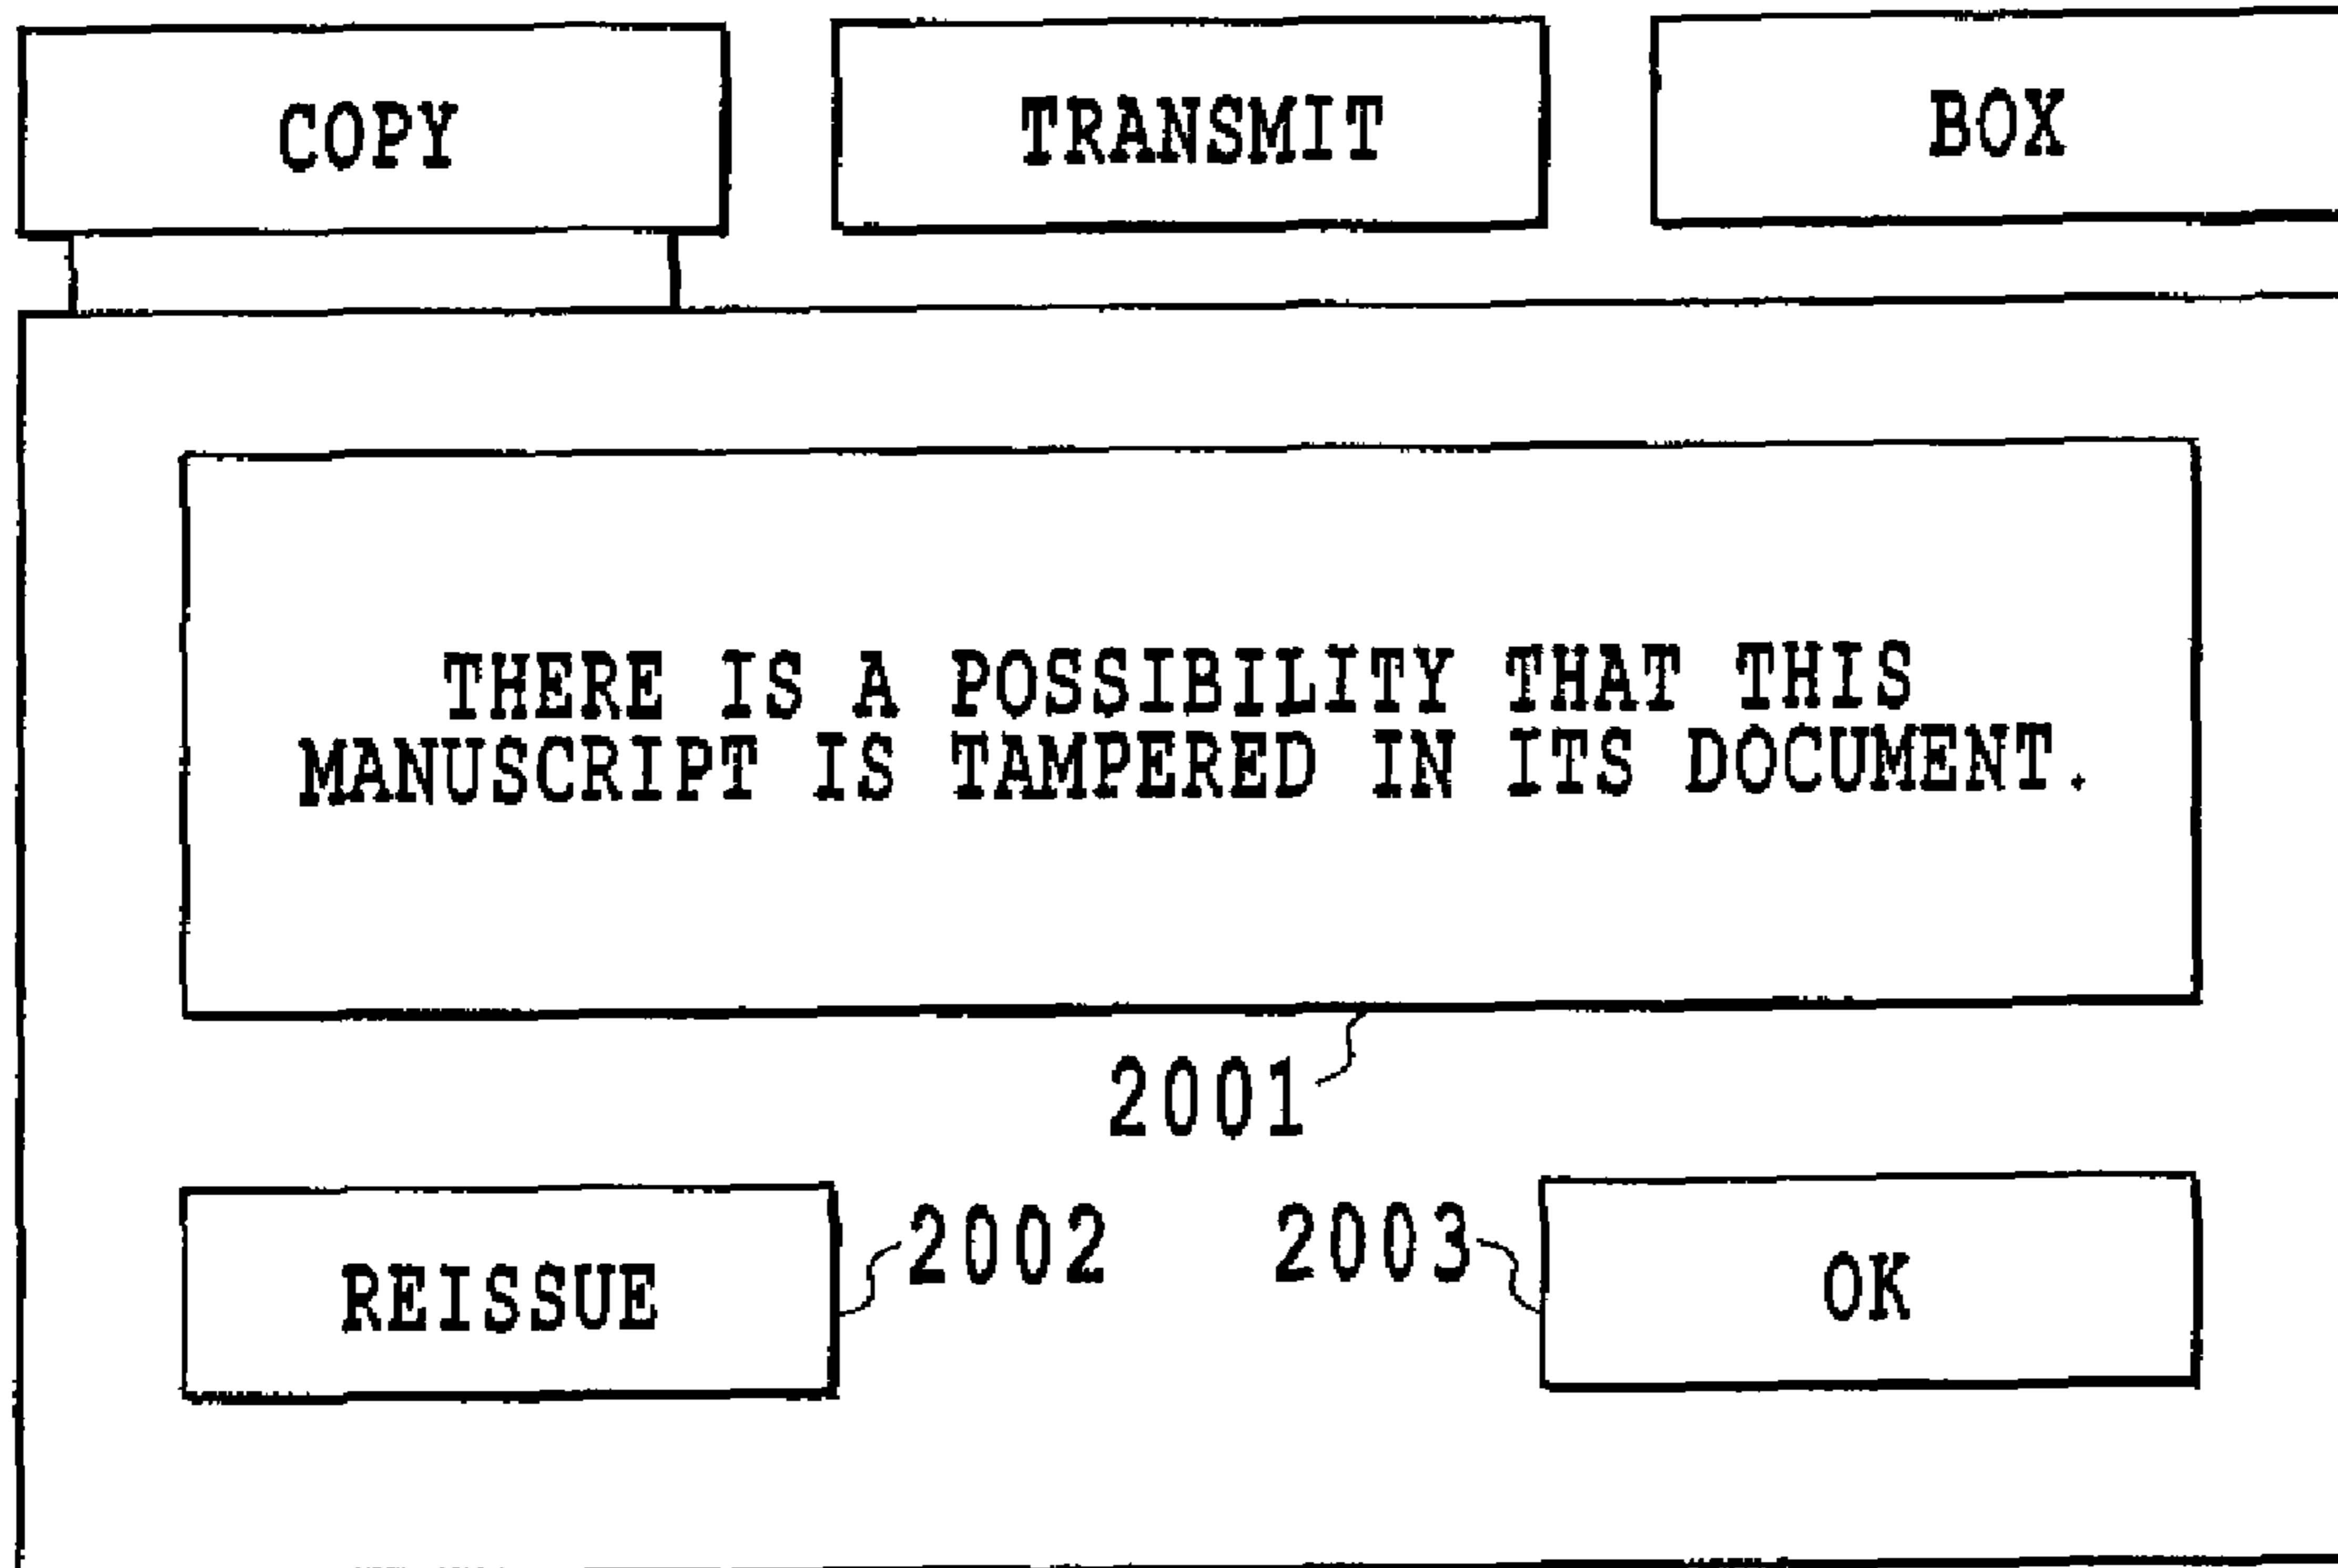 COPY TRANSMIT BOX
THERE IS A POSSIBILITY THAT THIS
MANUSCRIPT IS TAMPERED IN ITS DOCUMENT.
2001
REISSUE 2002 2003 OK